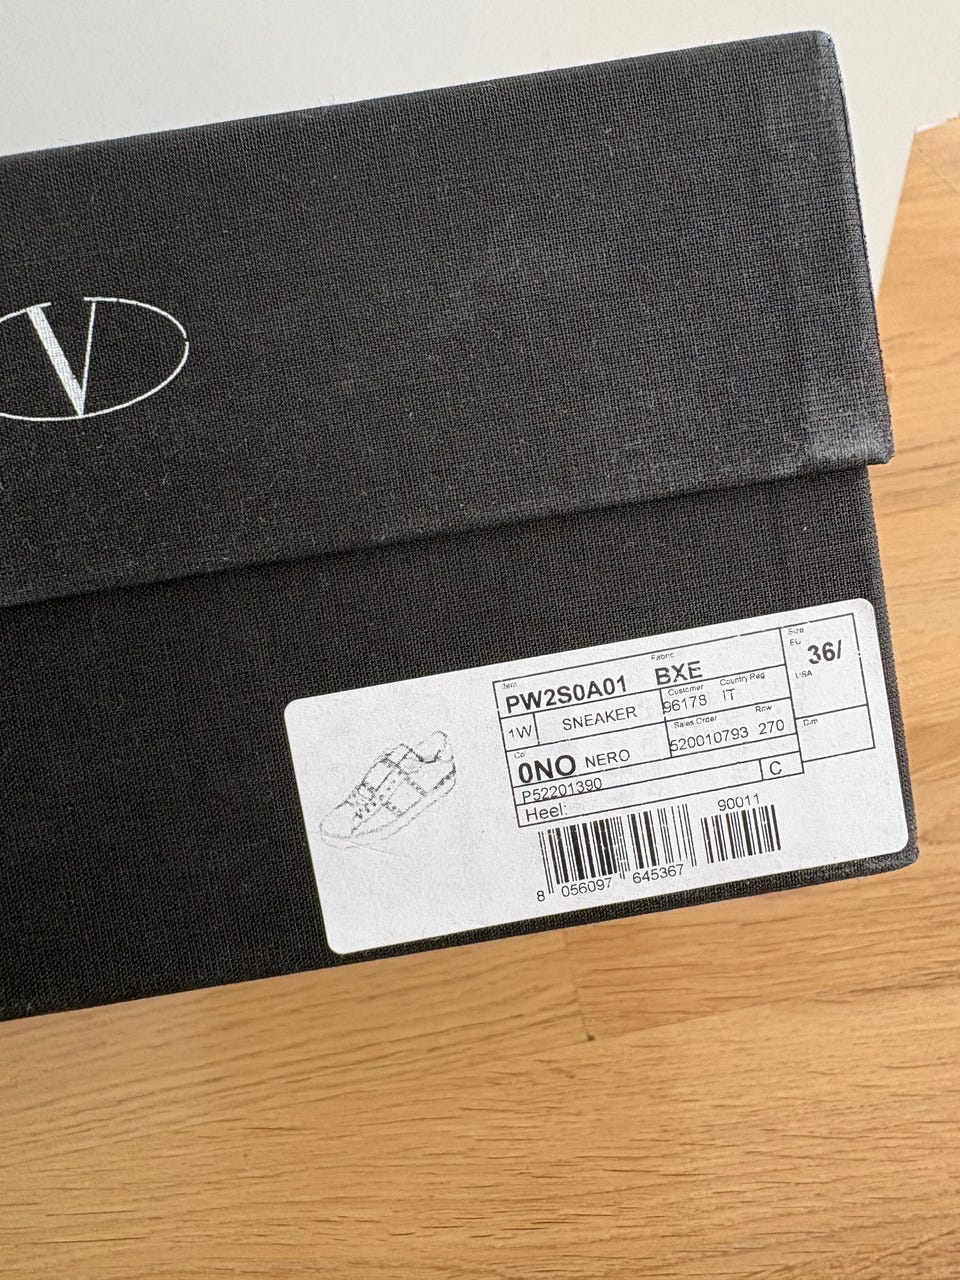 V
Item
PW2S0A01
Fabric
BXE
Size
EU
36/
USA
1W
SNEAKER
Customer
96178
Country Reg
IT
Col
0NO NERO
Sales Order
520010793
Row
270
Dim
P52201390
C
Heel:
90011
8 056097 645367